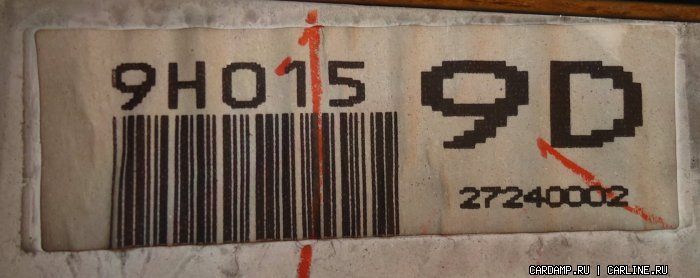 9H015
9D
27240002
CARDAMP.RU | CARLINE.RU